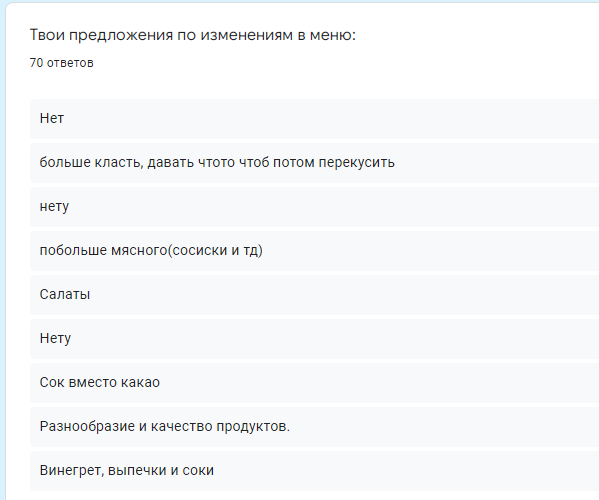 Твои предложения по изменениям в меню:
70 ответов
Нет
больше класть, давать чтото чтоб потом перекусить
нету
побольше мясного(сосиски и тд)
Салаты
Нету
Сок вместо какао
Разнообразие и качество продуктов.
Винегрет, выпечки и соки